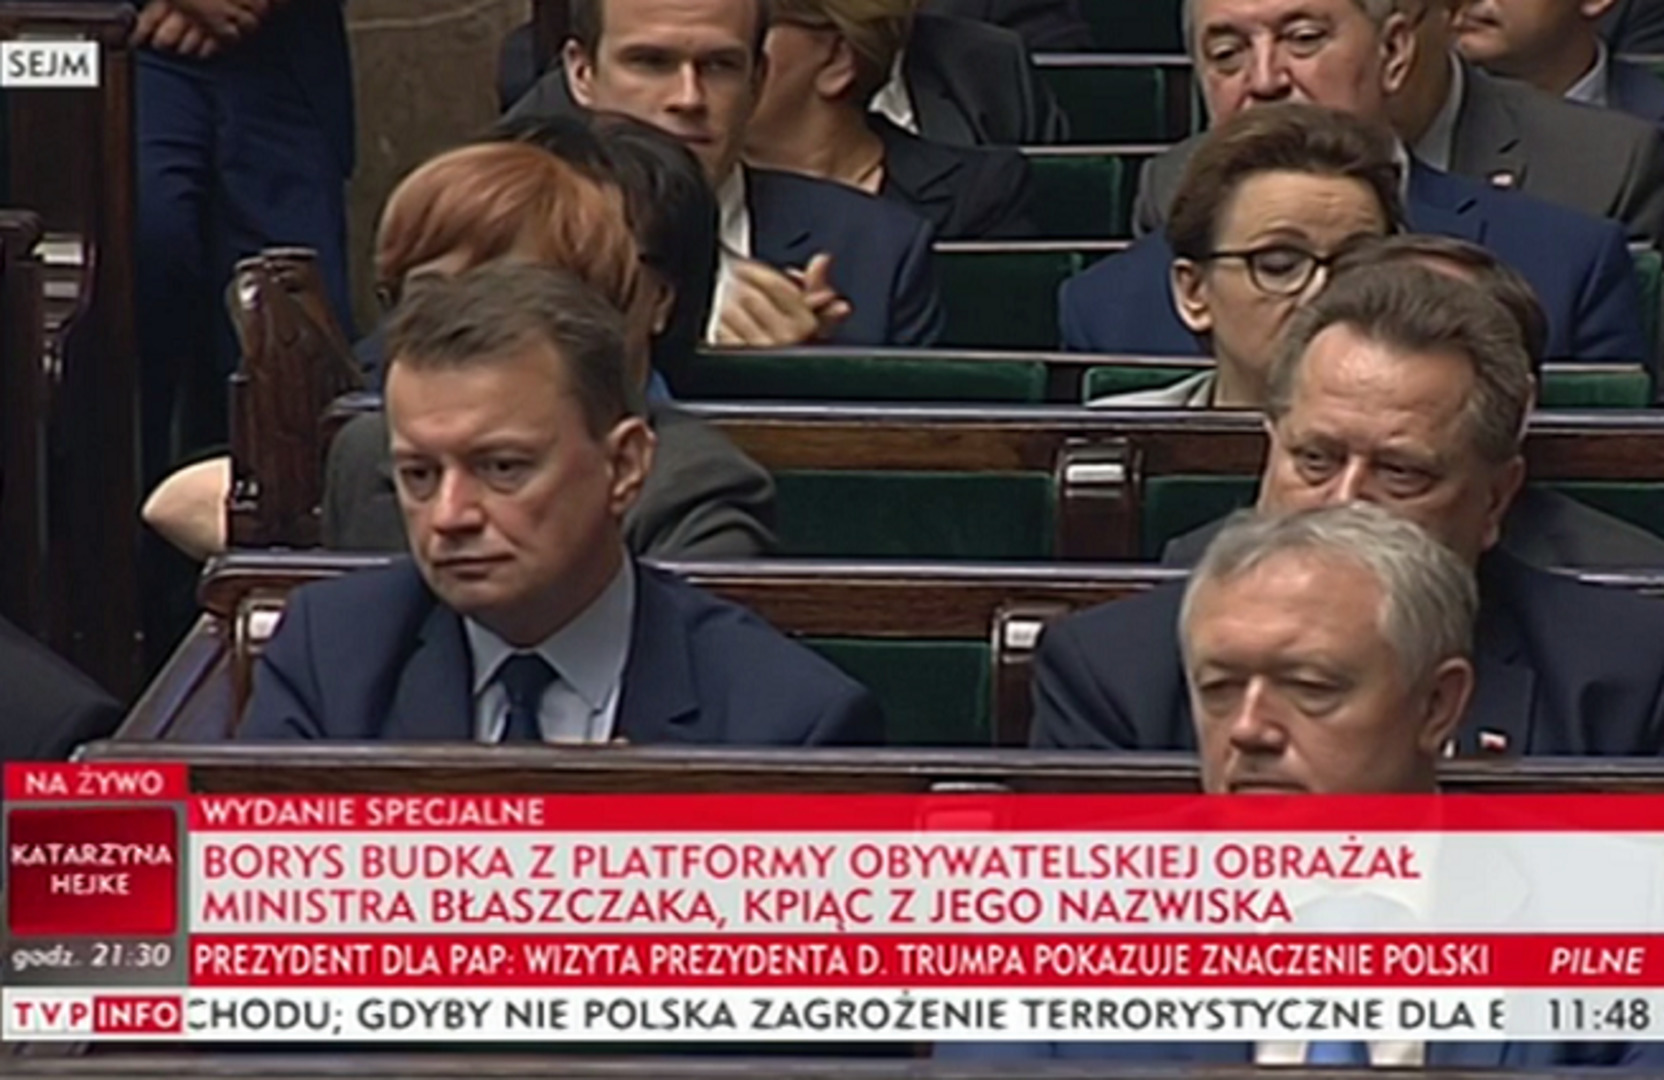 SEJM
NA ŻYWO
WYDANIE SPECJALNE
KATARZYNA
HEJKE
BORYS BUDKA Z PLATFORMY OBYWATELSKIEJ OBRAŻAŁ
MINISTRA BŁASZCZAKA, KPIĄC Z JEGO NAZWISKA
godz. 21:30
PREZYDENT DLA PAP: WIZYTA PREZYDENTA D. TRUMPA POKAZUJE ZNACZENIE POLSKI
PILNE
TVP INFO
CHODU; GDYBY NIE POLSKA ZAGROŻENIE TERRORYSTYCZNE DLA E
11:48